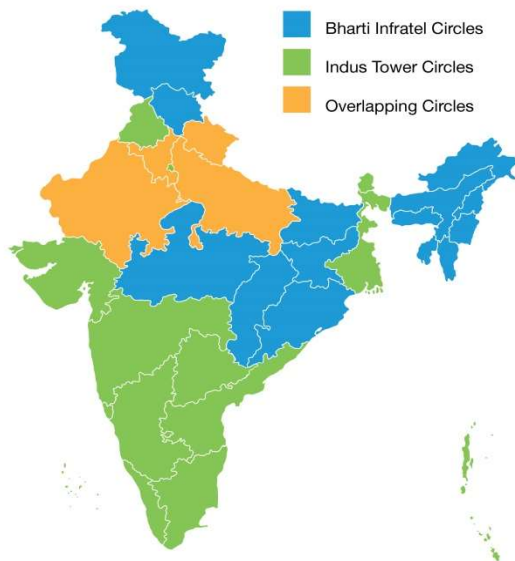 Bharti Infratel Circles
Indus Tower Circles
Overlapping Circles